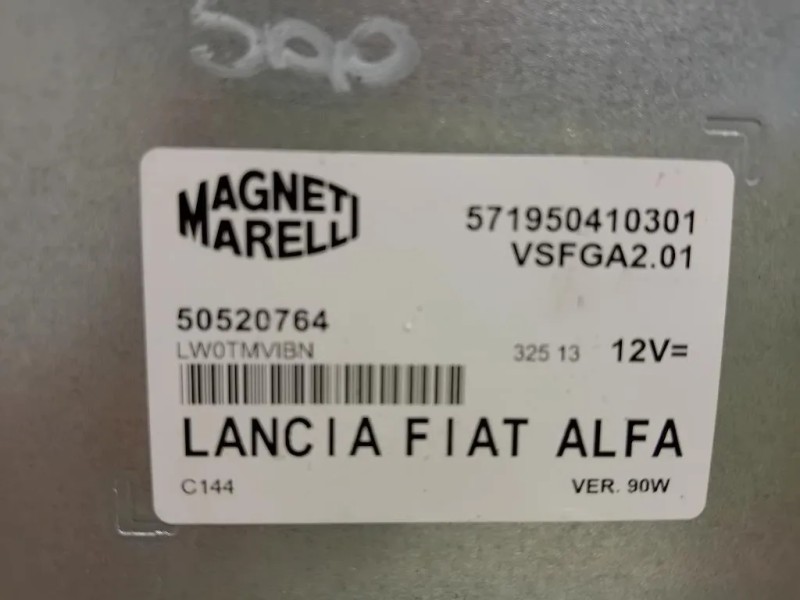 500
MAGNETI
MARELLI
571950410301
VSFGA2.01
50520764
LW0TMVIBN
325 13 12V=
LANCIA FIAT ALFA
C144 VER. 90W